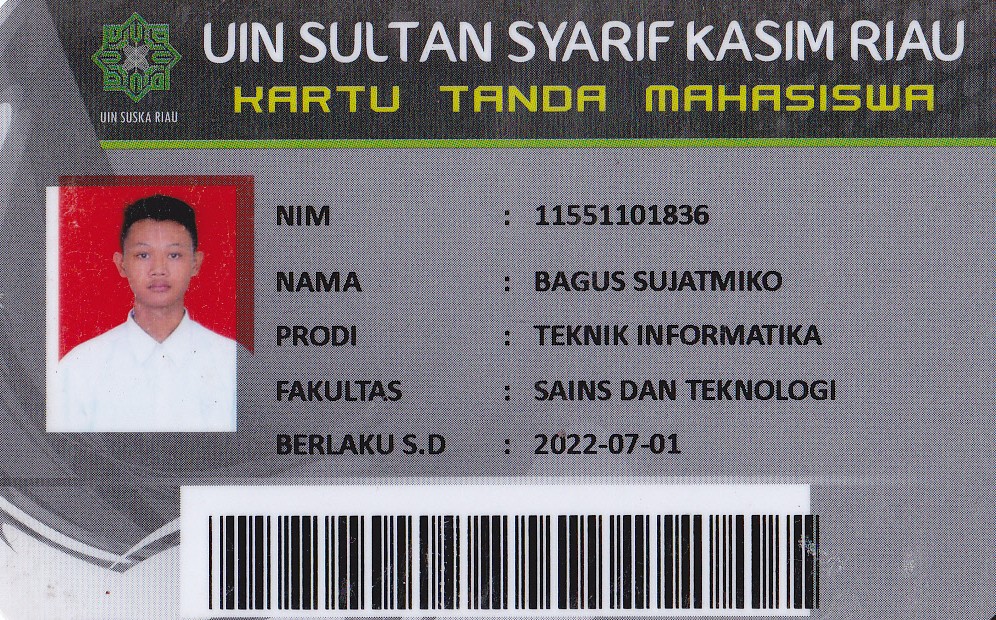 UIN SULTAN SYARIF KASIM RIAU
KARTU TANDA MAHASISWA
UIN SUSKA RIAU
NIM : 11551101836
NAMA : BAGUS SUJATMIKO
PRODI : TEKNIK INFORMATIKA
FAKULTAS : SAINS DAN TEKNOLOGI
BERLAKU S.D : 2022-07-01